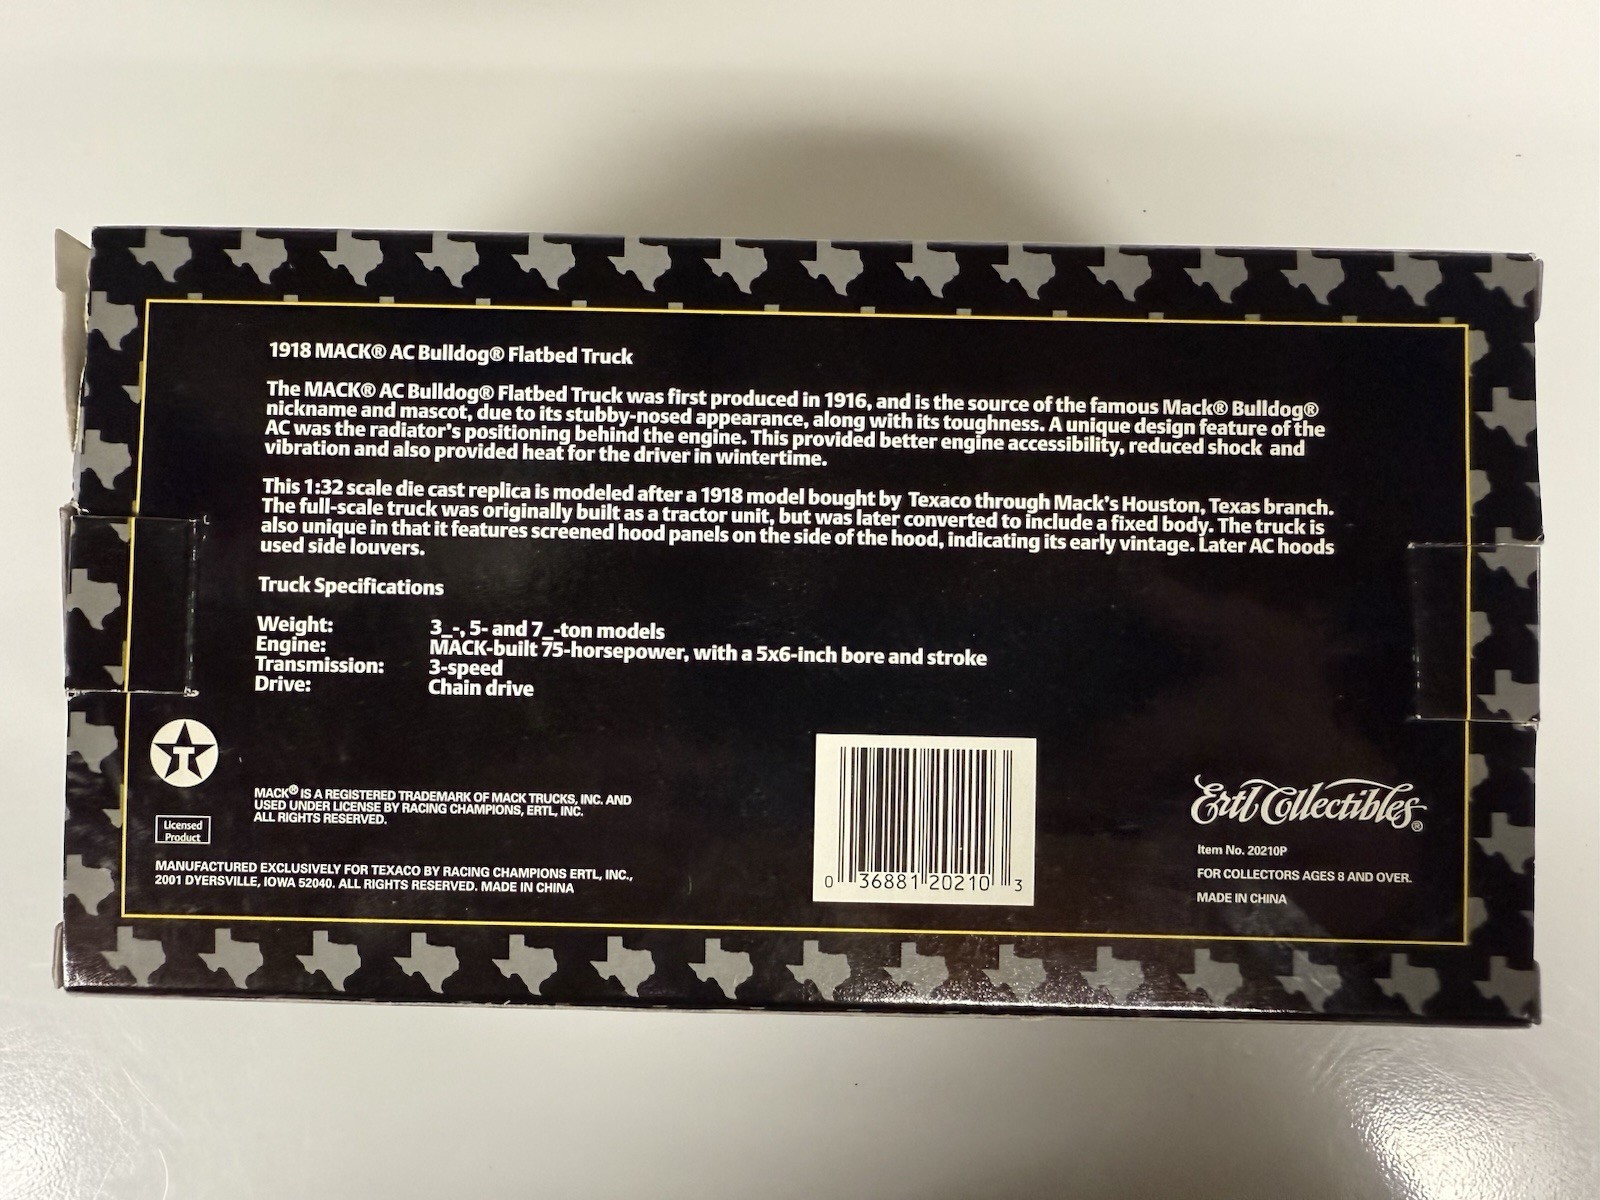 1918 MACK® AC Bulldog® Flatbed Truck
The MACK® AC Bulldog® Flatbed Truck was first produced in 1916, and is the source of the famous Mack® Bulldog®
nickname and mascot, due to its stubby-nosed appearance, along with its toughness. A unique design feature of the
AC was the radiator's positioning behind the engine. This provided better engine accessibility, reduced shock and
vibration and also provided heat for the driver in wintertime.
This 1:32 scale die cast replica is modeled after a 1918 model bought by Texaco through Mack's Houston, Texas branch.
The full-scale truck was originally built as a tractor unit, but was later converted to include a fixed body. The truck is
also unique in that it features screened hood panels on the side of the hood, indicating its early vintage. Later AC hoods
used side louvers.
Truck Specifications
Weight: 3_-, 5- and 7_-ton models
Engine: MACK-built 75-horsepower, with a 5x6-inch bore and stroke
Transmission: 3-speed
Drive: Chain drive
T
MACK® IS A REGISTERED TRADEMARK OF MACK TRUCKS, INC. AND
USED UNDER LICENSE BY RACING CHAMPIONS, ERTL, INC.
ALL RIGHTS RESERVED.
Licensed
Product
MANUFACTURED EXCLUSIVELY FOR TEXACO BY RACING CHAMPIONS ERTL, INC.,
2001 DYERSVILLE, IOWA 52040. ALL RIGHTS RESERVED. MADE IN CHINA
0 36881 20210 3
Ertl Collectibles®
Item No. 20210P
FOR COLLECTORS AGES 8 AND OVER.
MADE IN CHINA